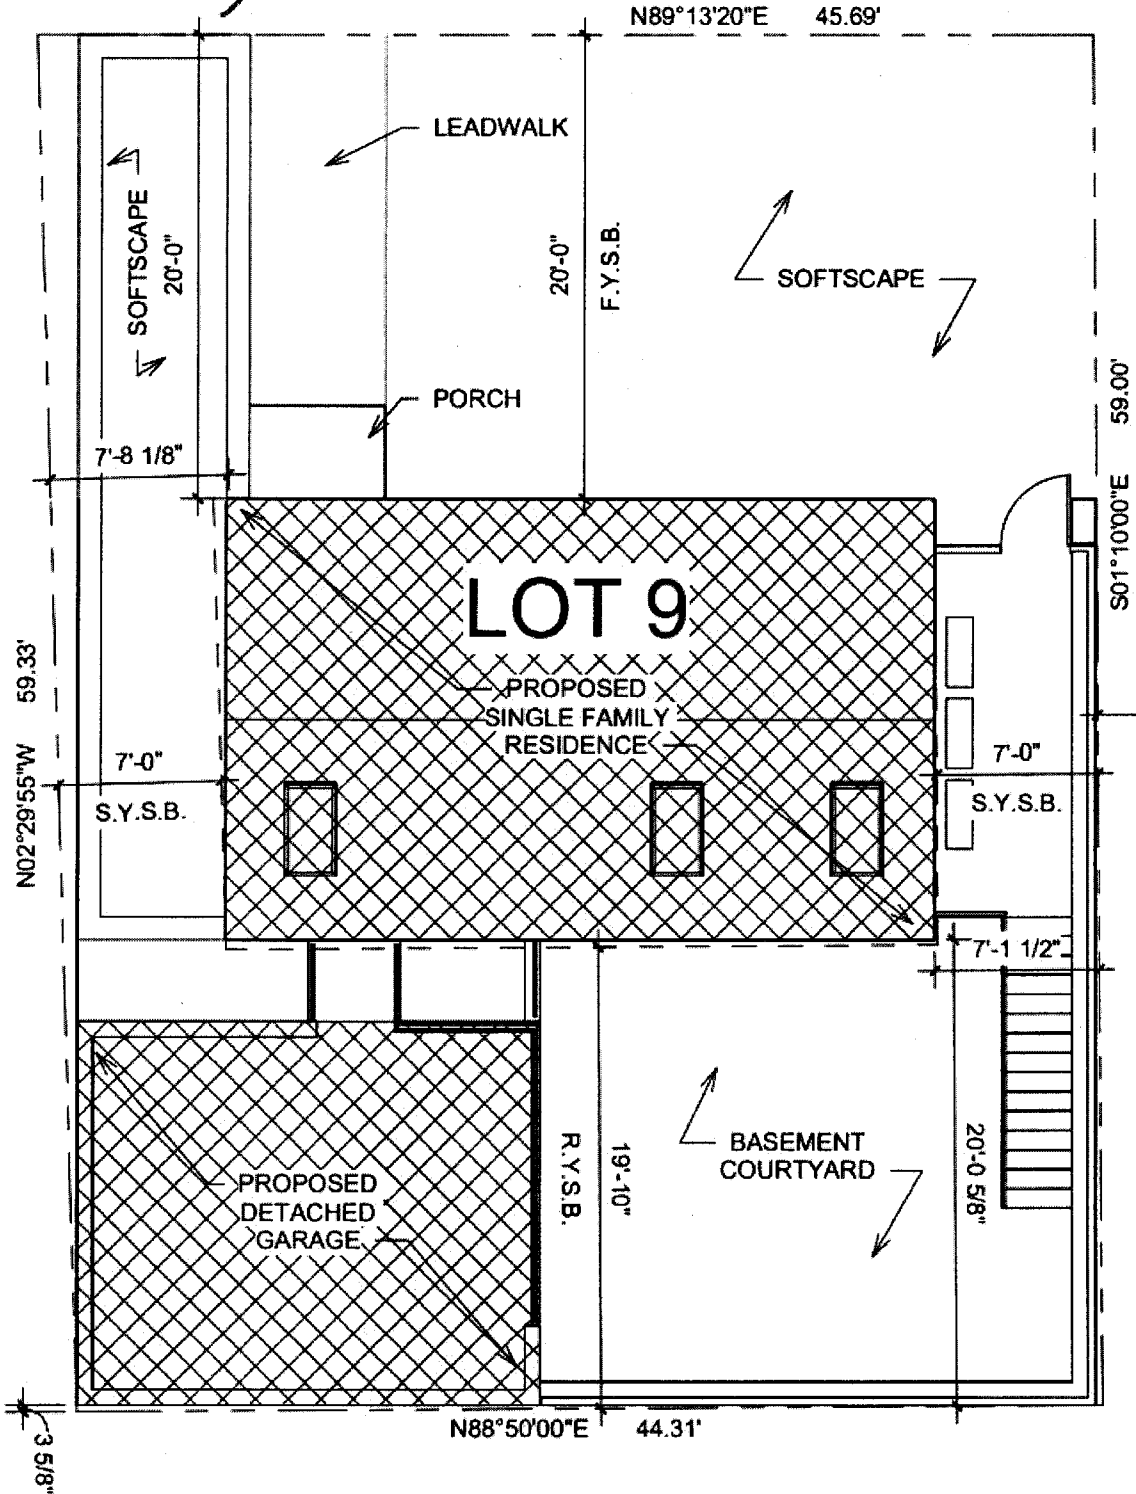 N89°13'20"E 45.69'
LEADWALK
SOFTSCAPE
20'-0"
20'-0"
F.Y.S.B.
SOFTSCAPE
PORCH
7'-8 1/8"
S01°10'00"E 59.00'
LOT 9
PROPOSED
SINGLE FAMILY
RESIDENCE
N02°29'55"W 59.33'
7'-0"
S.Y.S.B.
7'-0"
S.Y.S.B.
7'-1 1/2"
PROPOSED
DETACHED
GARAGE
R.Y.S.B.
19'-10"
BASEMENT
COURTYARD
20'-0 5/8"
N88°50'00"E 44.31'
3 5/8"